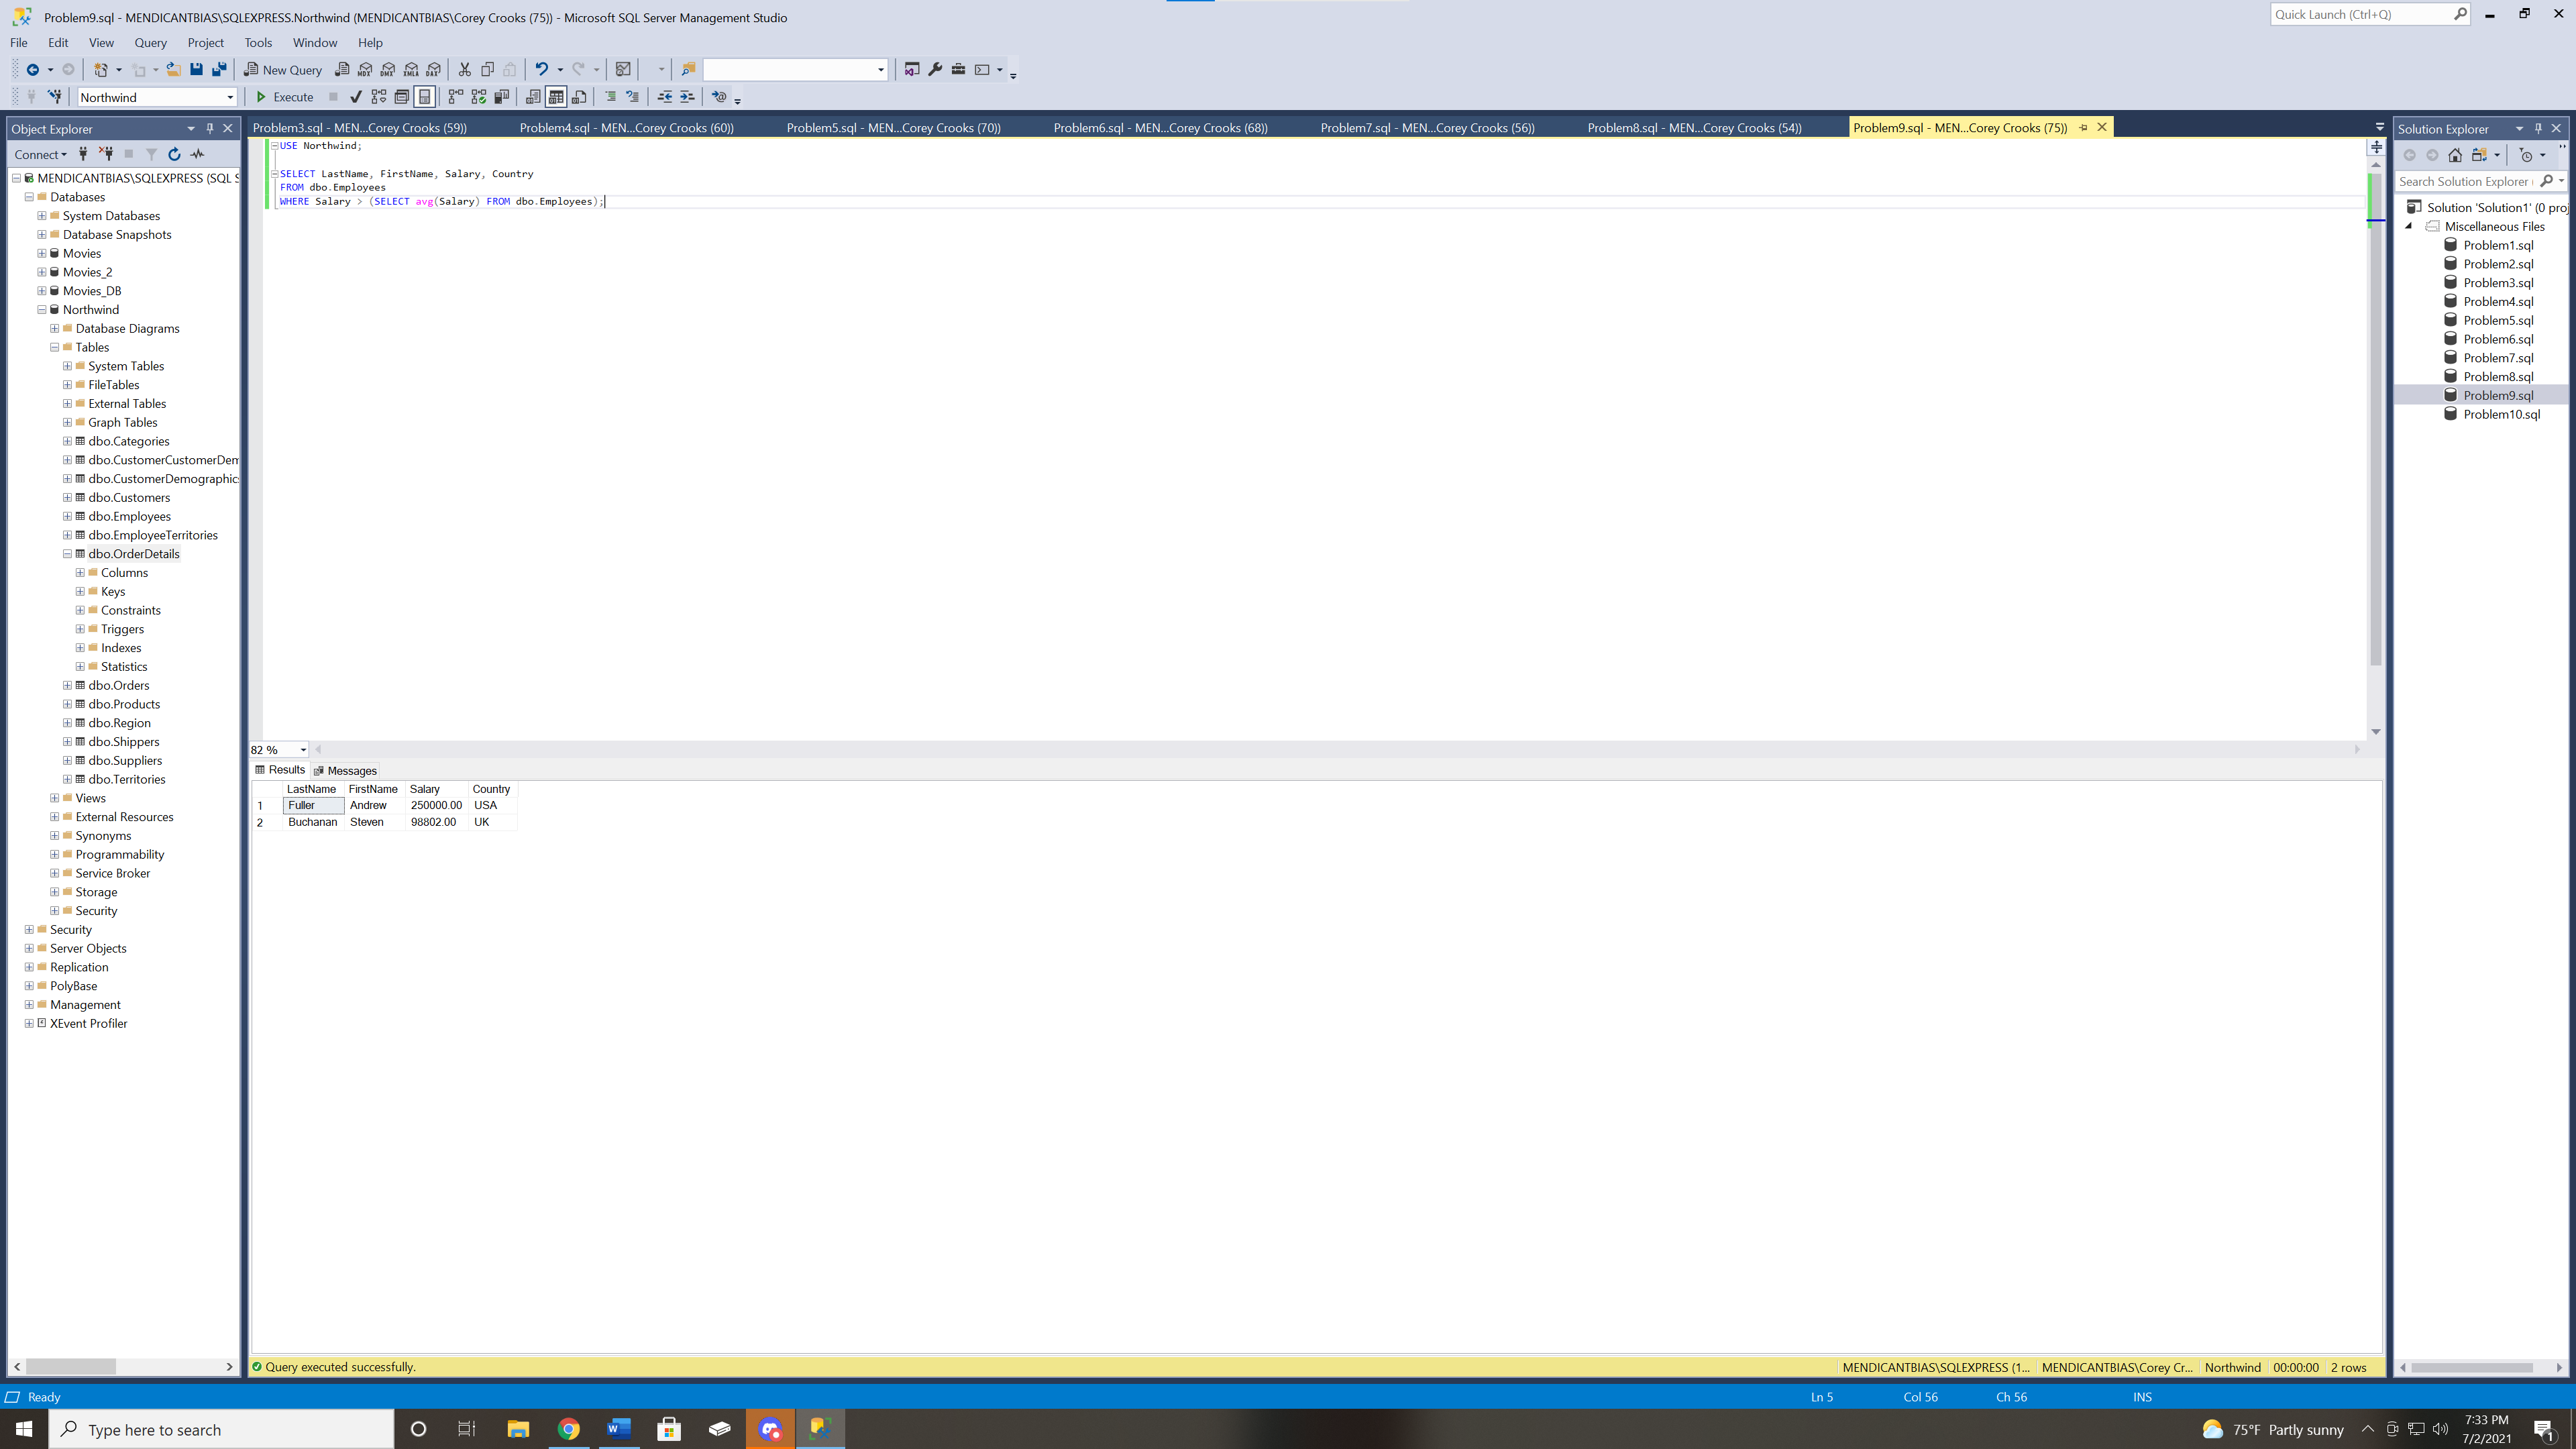 Problem9.sql - MENDICANTBIAS\SQLEXPRESS.Northwind (MENDICANTBIAS\Corey Crooks (75)) - Microsoft SQL Server Management Studio
Quick Launch (Ctrl+Q)
File Edit View Query Project Tools Window Help
New Query MDX DMX XMLA DAX
Northwind Execute
Object Explorer
Problem3.sql - MEN...Corey Crooks (59)) Problem4.sql - MEN...Corey Crooks (60)) Problem5.sql - MEN...Corey Crooks (70)) Problem6.sql - MEN...Corey Crooks (68)) Problem7.sql - MEN...Corey Crooks (56)) Problem8.sql - MEN...Corey Crooks (54)) Problem9.sql - MEN...Corey Crooks (75))
Connect
MENDICANTBIAS\SQLEXPRESS (SQL S
Databases
System Databases
Database Snapshots
Movies
Movies_2
Movies_DB
Northwind
Database Diagrams
Tables
System Tables
FileTables
External Tables
Graph Tables
dbo.Categories
dbo.CustomerCustomerDem
dbo.CustomerDemographics
dbo.Customers
dbo.Employees
dbo.EmployeeTerritories
dbo.OrderDetails
Columns
Keys
Constraints
Triggers
Indexes
Statistics
dbo.Orders
dbo.Products
dbo.Region
dbo.Shippers
dbo.Suppliers
dbo.Territories
Views
External Resources
Synonyms
Programmability
Service Broker
Storage
Security
Security
Server Objects
Replication
PolyBase
Management
XEvent Profiler
USE Northwind;
SELECT LastName, FirstName, Salary, Country
FROM dbo.Employees
WHERE Salary > (SELECT avg(Salary) FROM dbo.Employees);
82 %
Results Messages
LastName FirstName Salary Country
1 Fuller Andrew 250000.00 USA
2 Buchanan Steven 98802.00 UK
Query executed successfully.
MENDICANTBIAS\SQLEXPRESS (1... MENDICANTBIAS\Corey Cr... Northwind 00:00:00 2 rows
Solution Explorer
Search Solution Explorer (
Solution 'Solution1' (0 proj
Miscellaneous Files
Problem1.sql
Problem2.sql
Problem3.sql
Problem4.sql
Problem5.sql
Problem6.sql
Problem7.sql
Problem8.sql
Problem9.sql
Problem10.sql
Ready Ln 5 Col 56 Ch 56 INS
Type here to search
75°F Partly sunny
7:33 PM
7/2/2021
1